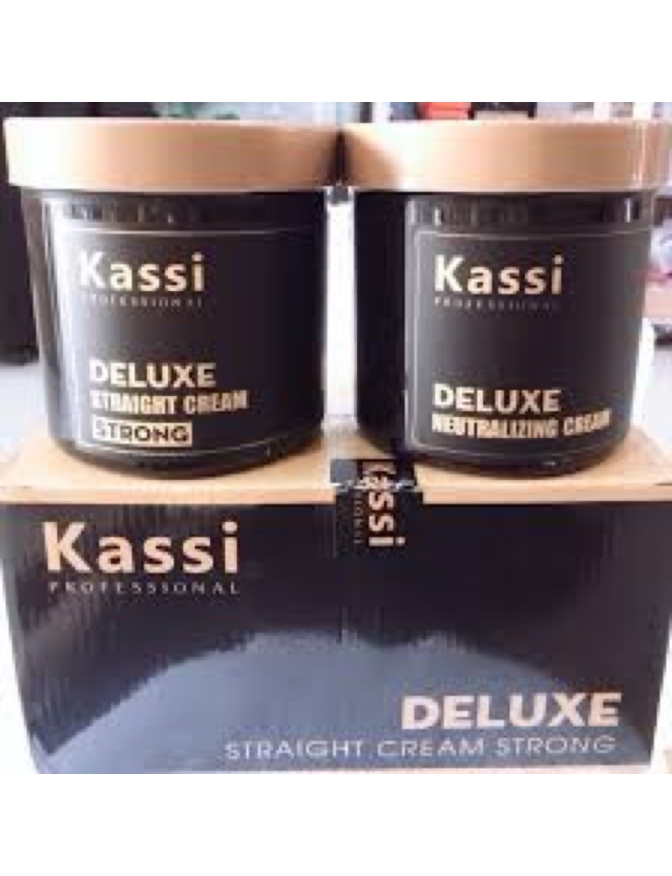 Kassi
PROFESSIONAL
DELUXE
STRAIGHT CREAM
STRONG
Kassi
PROFESSIONAL
DELUXE
NEUTRALIZING CREAM
Kassi
Kassi
PROFESSIONAL
DELUXE
STRAIGHT CREAM STRONG